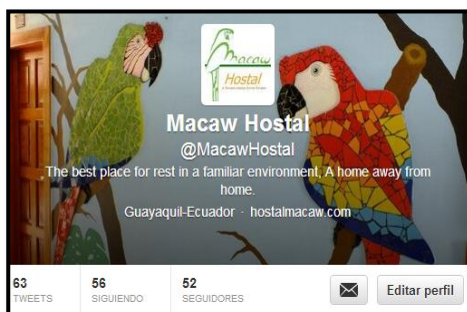 Macaw
Hostal
Macaw Hostal
@MacawHostal
The best place for rest in a familiar environment, A home away from
home.
Guayaquil-Ecuador · hostalmacaw.com
63 56 52
TWEETS SIGUIENDO SEGUIDORES
Editar perfil